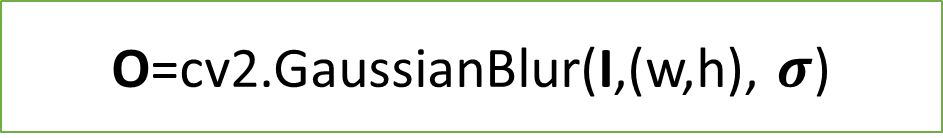 O=cv2.GaussianBlur(I,(w,h), σ)